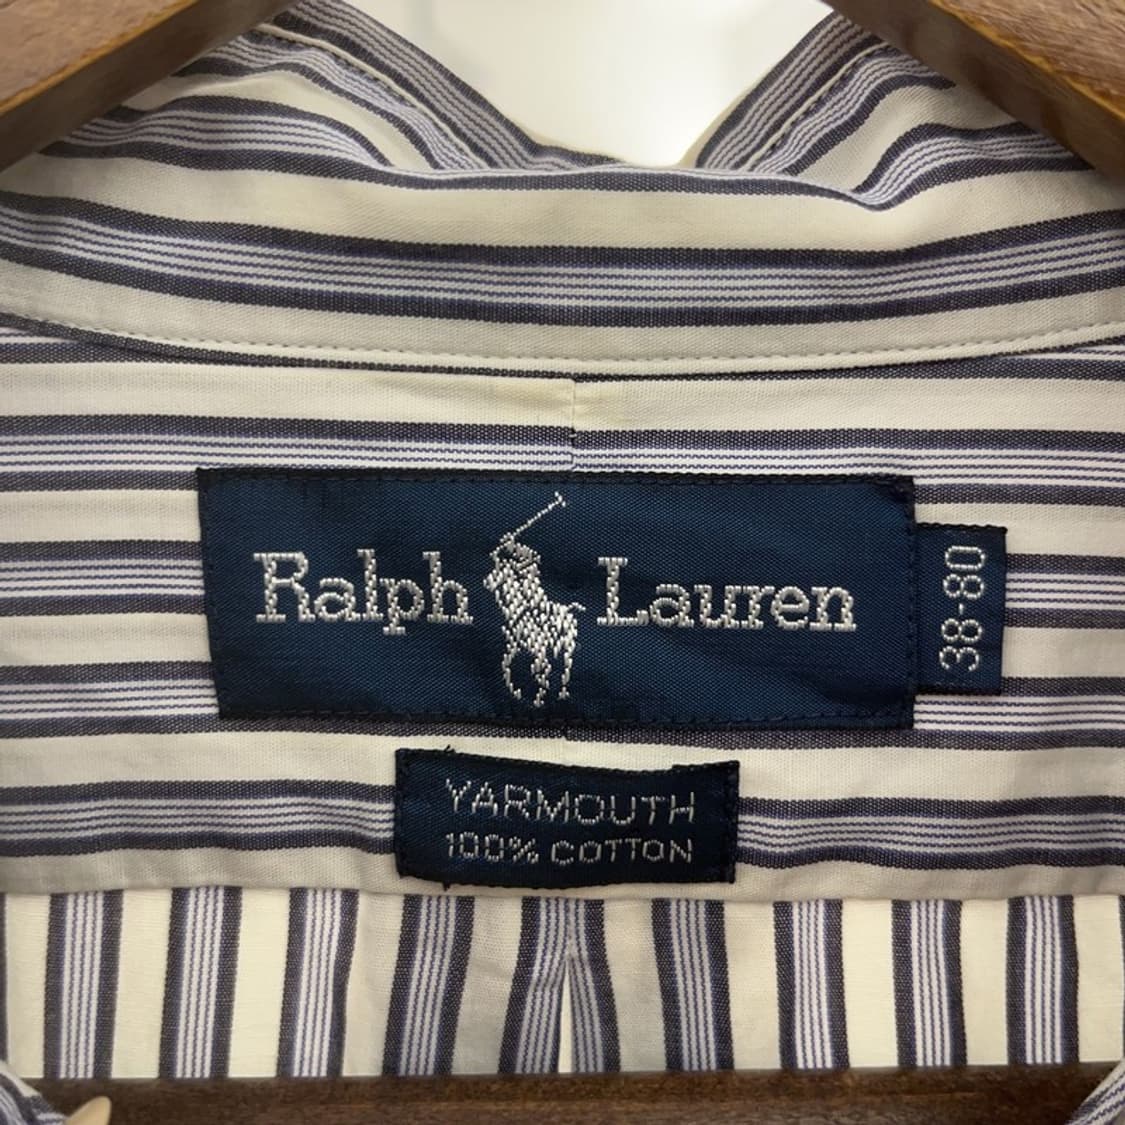 Ralph Lauren
38-80
YARMOUTH
100% COTTON